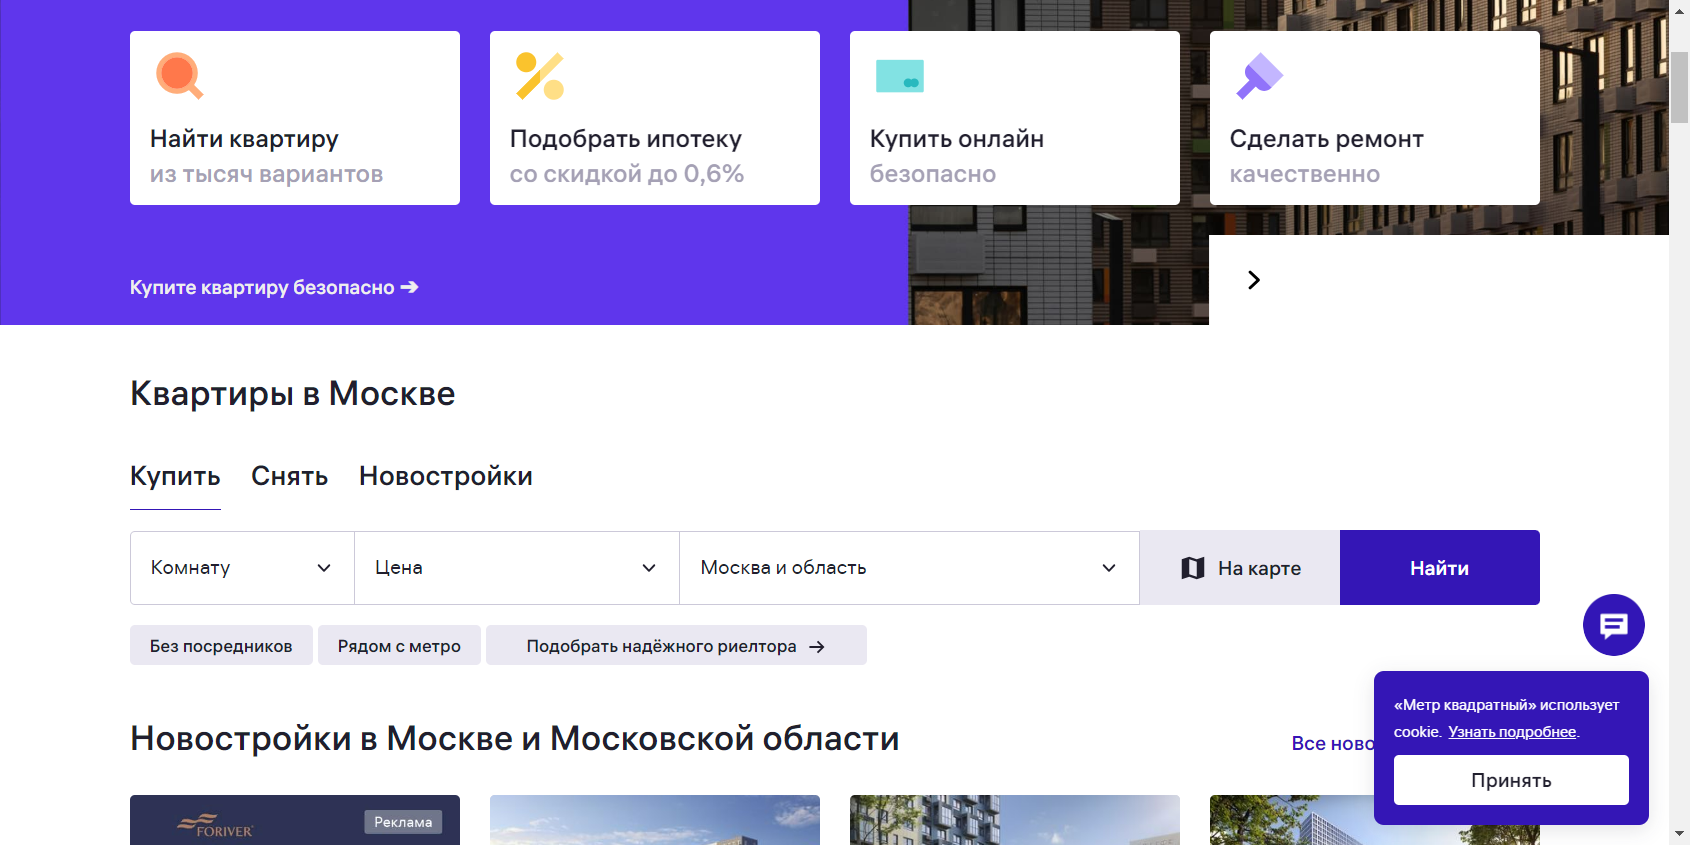 Найти квартиру
из тысяч вариантов
Подобрать ипотеку
со скидкой до 0,6%
Купить онлайн
безопасно
Сделать ремонт
качественно
Купите квартиру безопасно ➔
Квартиры в Москве
Купить Снять Новостройки
Комнату Цена Москва и область На карте Найти
Без посредников Рядом с метро Подобрать надёжного риелтора →
Новостройки в Москве и Московской области
Все ново
«Метр квадратный» использует
cookie. Узнать подробнее.
Принять
FORIVER
Реклама